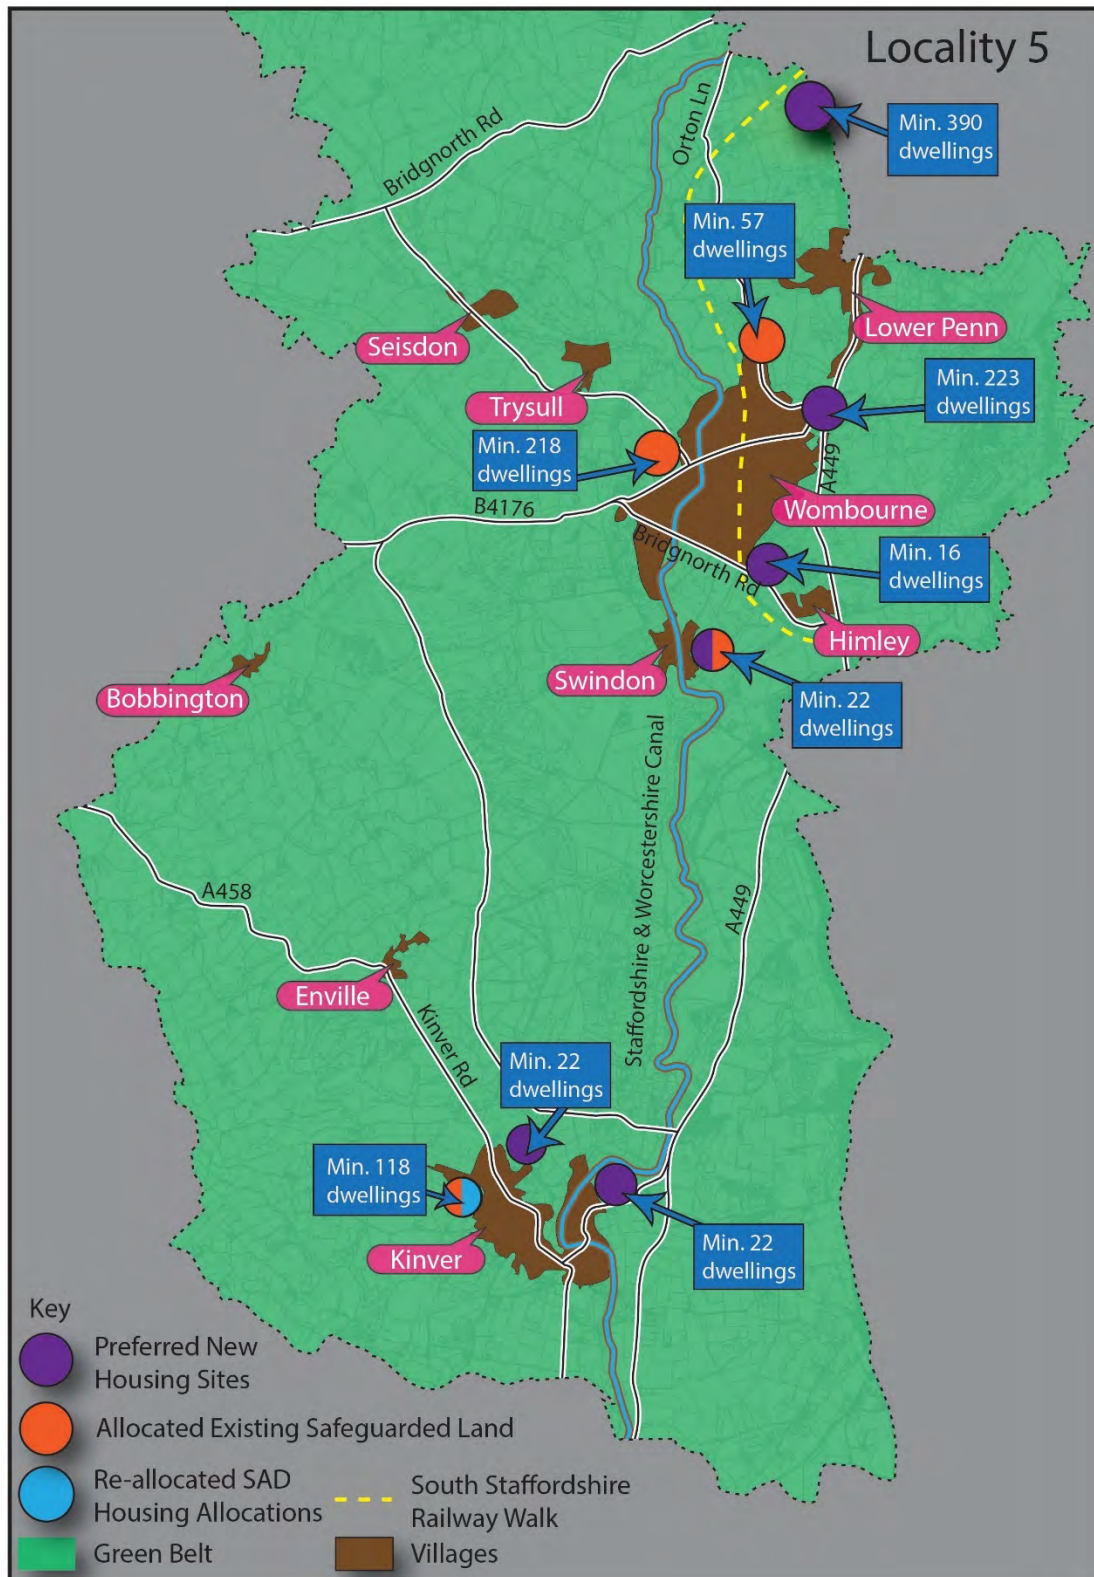 Locality 5
Bridgnorth Rd
Orton Ln
Min. 390
dwellings
Min. 57
dwellings
Seisdon
Lower Penn
Trysull
Min. 223
dwellings
Min. 218
dwellings
A449
B4176
Wombourne
Bridgnorth Rd
Min. 16
dwellings
Himley
Swindon
Bobbington
Min. 22
dwellings
Staffordshire & Worcestershire Canal
A458
A449
Enville
Kinver Rd
Min. 22
dwellings
Min. 118
dwellings
Kinver
Min. 22
dwellings
Key
Preferred New
Housing Sites
Allocated Existing Safeguarded Land
Re-allocated SAD
Housing Allocations
South Staffordshire
Railway Walk
Green Belt
Villages